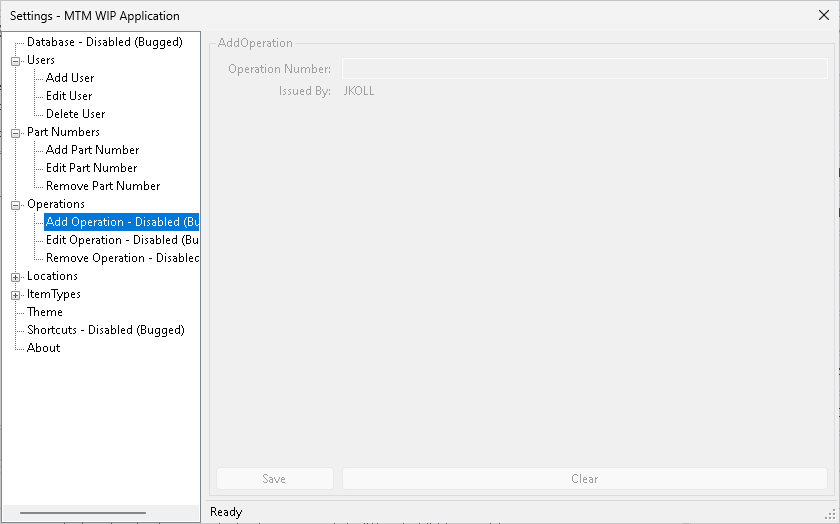 Settings - MTM WIP Application
Database - Disabled (Bugged)
Users
Add User
Edit User
Delete User
Part Numbers
Add Part Number
Edit Part Number
Remove Part Number
Operations
Add Operation - Disabled (Bu
Edit Operation - Disabled (Bu
Remove Operation - Disabled
Locations
ItemTypes
Theme
Shortcuts - Disabled (Bugged)
About
AddOperation
Operation Number:
Issued By: JKOLL
Save Clear
Ready